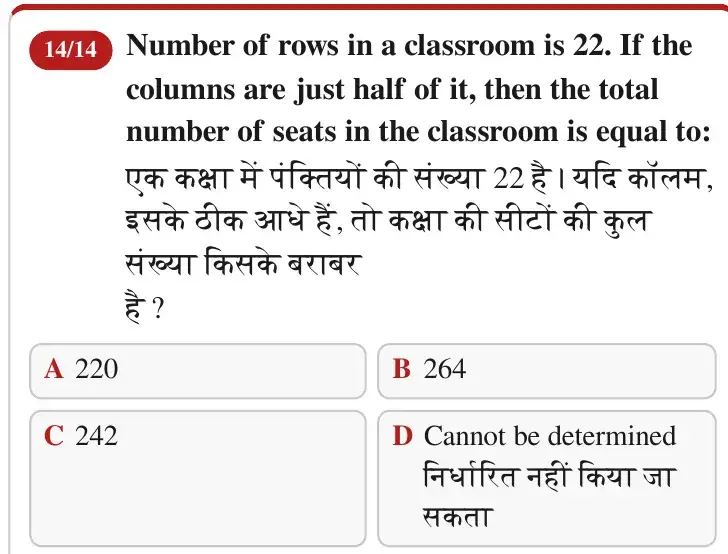 14/14 Number of rows in a classroom is 22. If the
columns are just half of it, then the total
number of seats in the classroom is equal to:
एक कक्षा में पंक्तियों की संख्या 22 है। यदि कॉलम,
इसके ठीक आधे हैं, तो कक्षा की सीटों की कुल
संख्या किसके बराबर
है ?
A 220
B 264
C 242
D Cannot be determined
निर्धारित नहीं किया जा
सकता